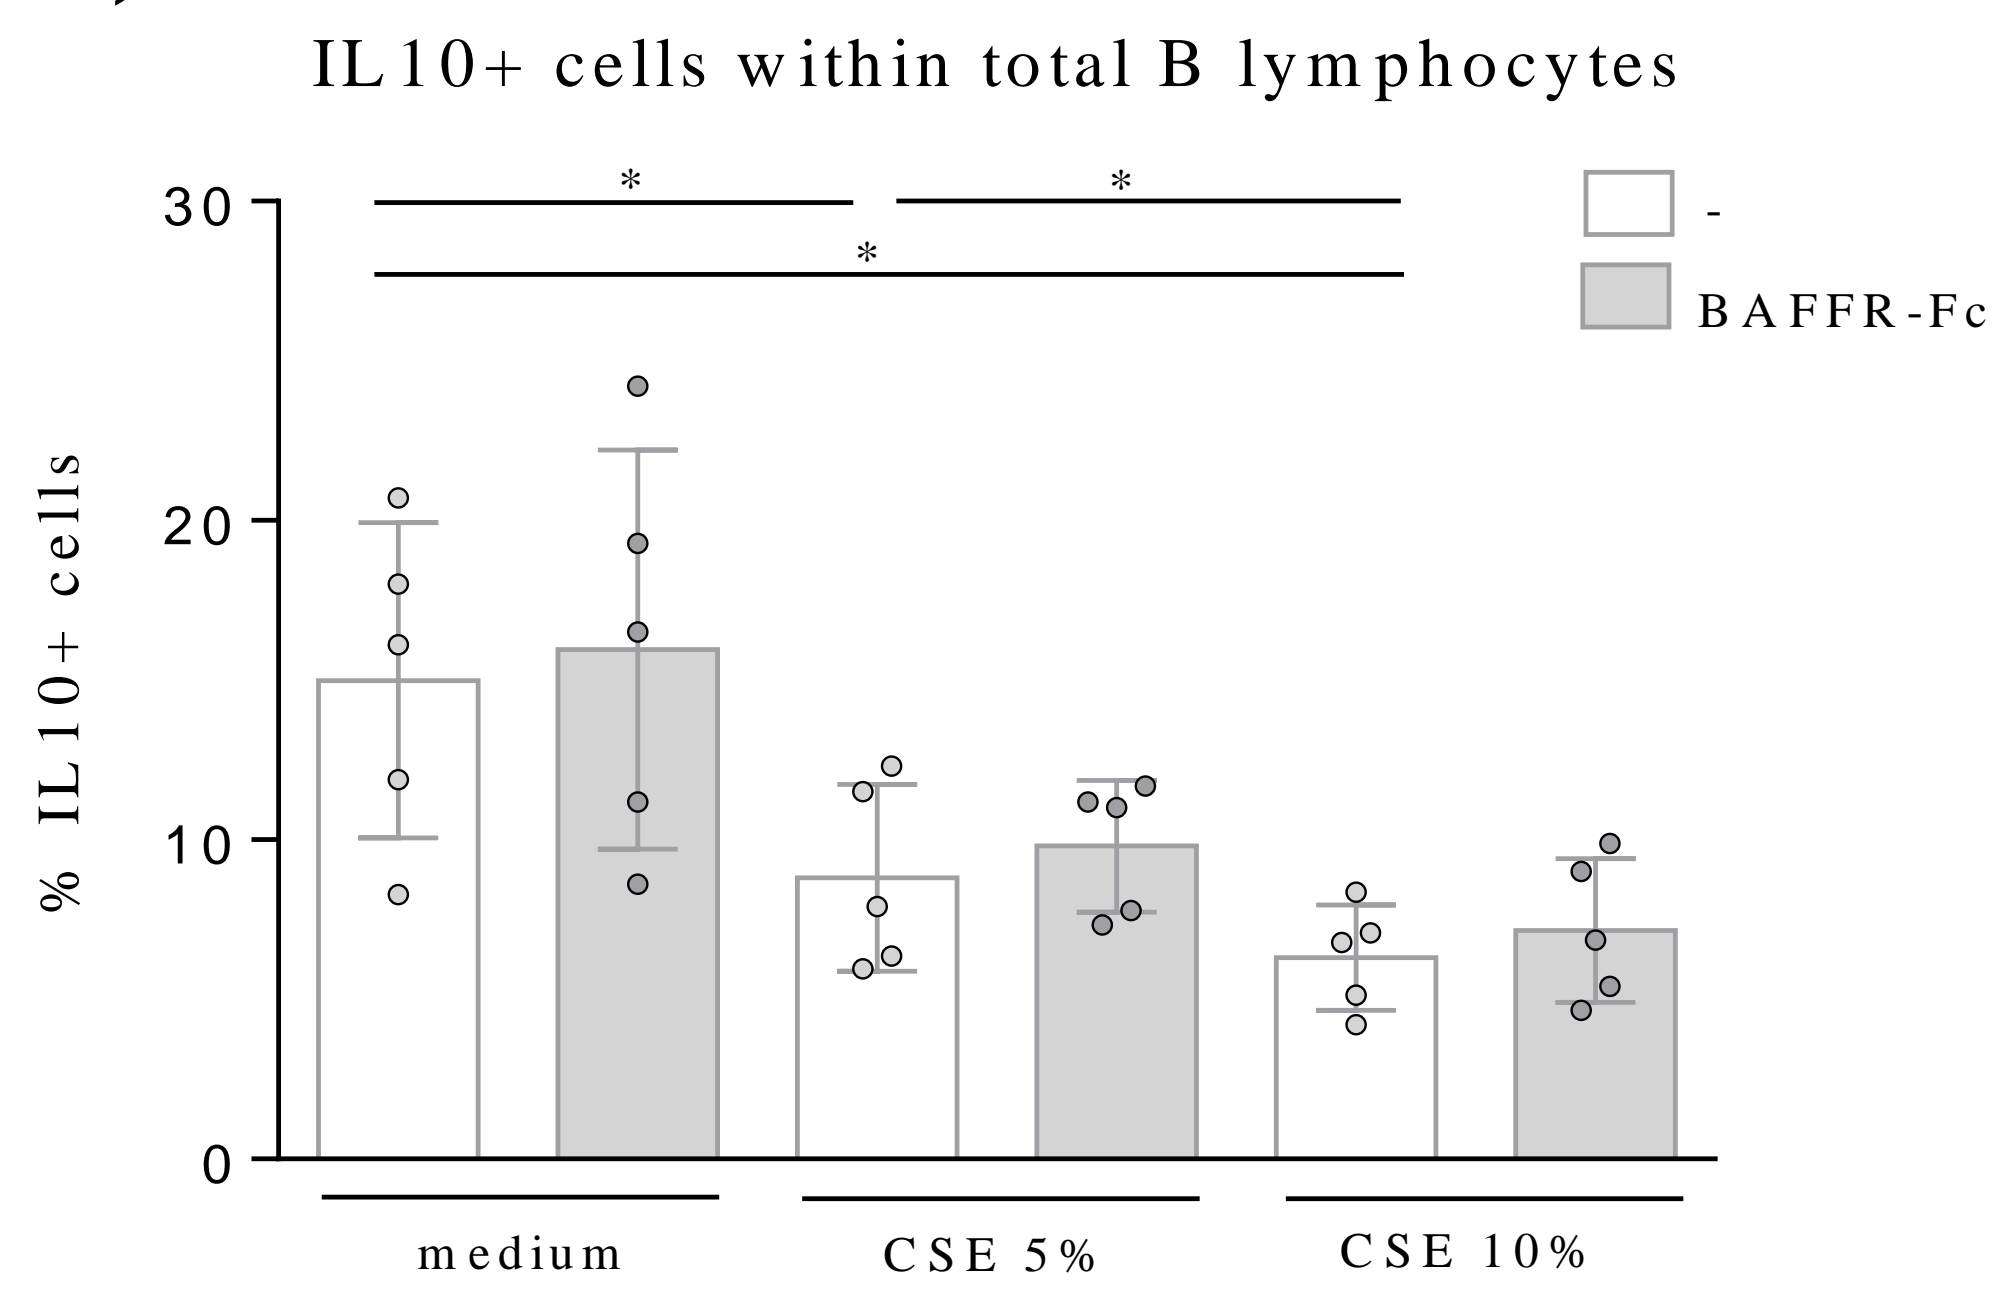 IL10+ cells within total B lymphocytes
* *
*
-
BAFFR-Fc
% IL10+ cells
30
20
10
0
medium CSE 5% CSE 10%